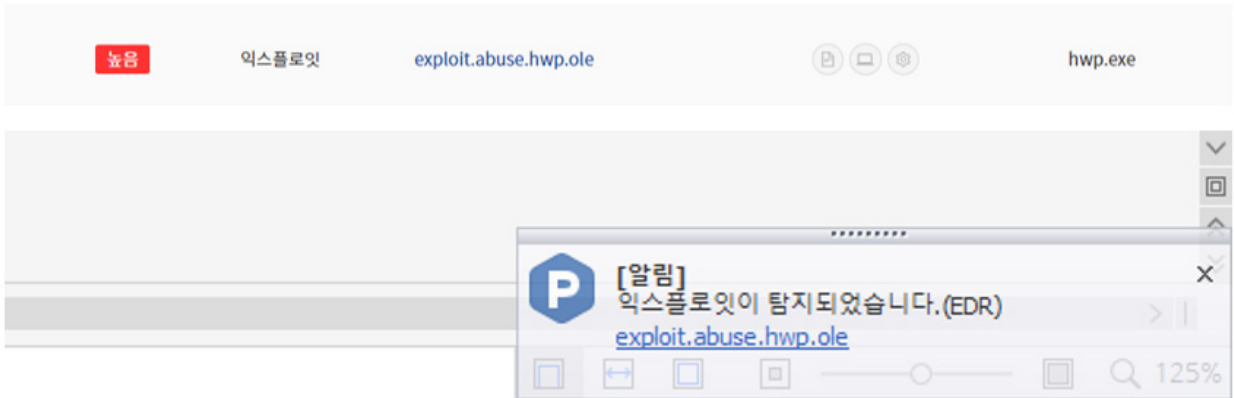 높음 익스플로잇 exploit.abuse.hwp.ole hwp.exe
P
[알림]
익스플로잇이 탐지되었습니다.(EDR)
exploit.abuse.hwp.ole
125%